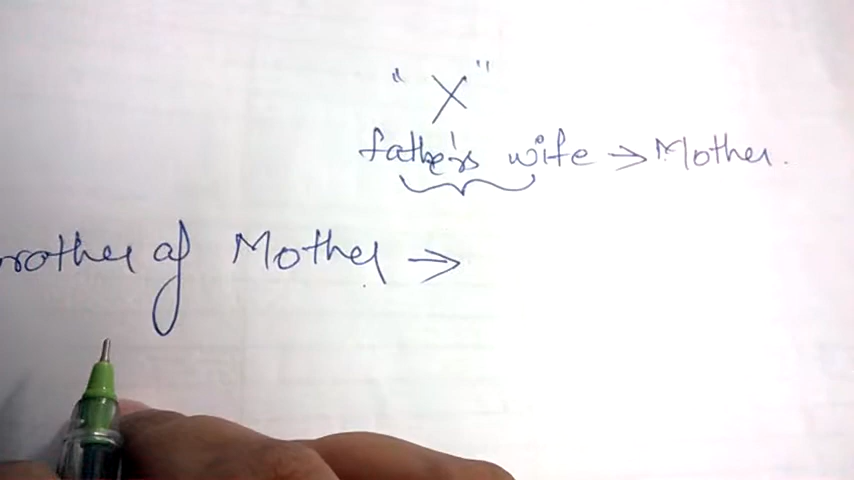 "X"
father's wife → Mother.
rother of Mother →